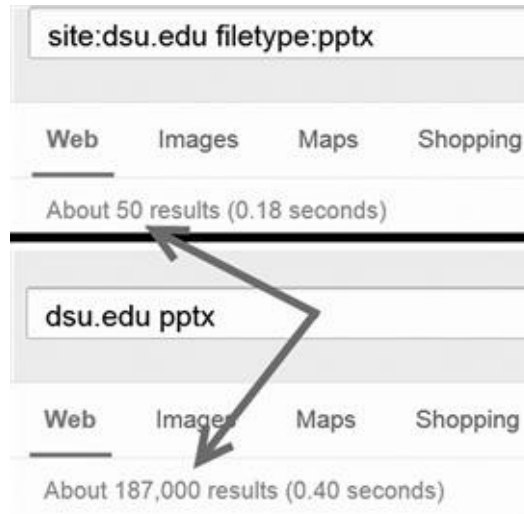 site:dsu.edu filetype:pptx
Web Images Maps Shopping
About 50 results (0.18 seconds)
dsu.edu pptx
Web Images Maps Shopping
About 187,000 results (0.40 seconds)